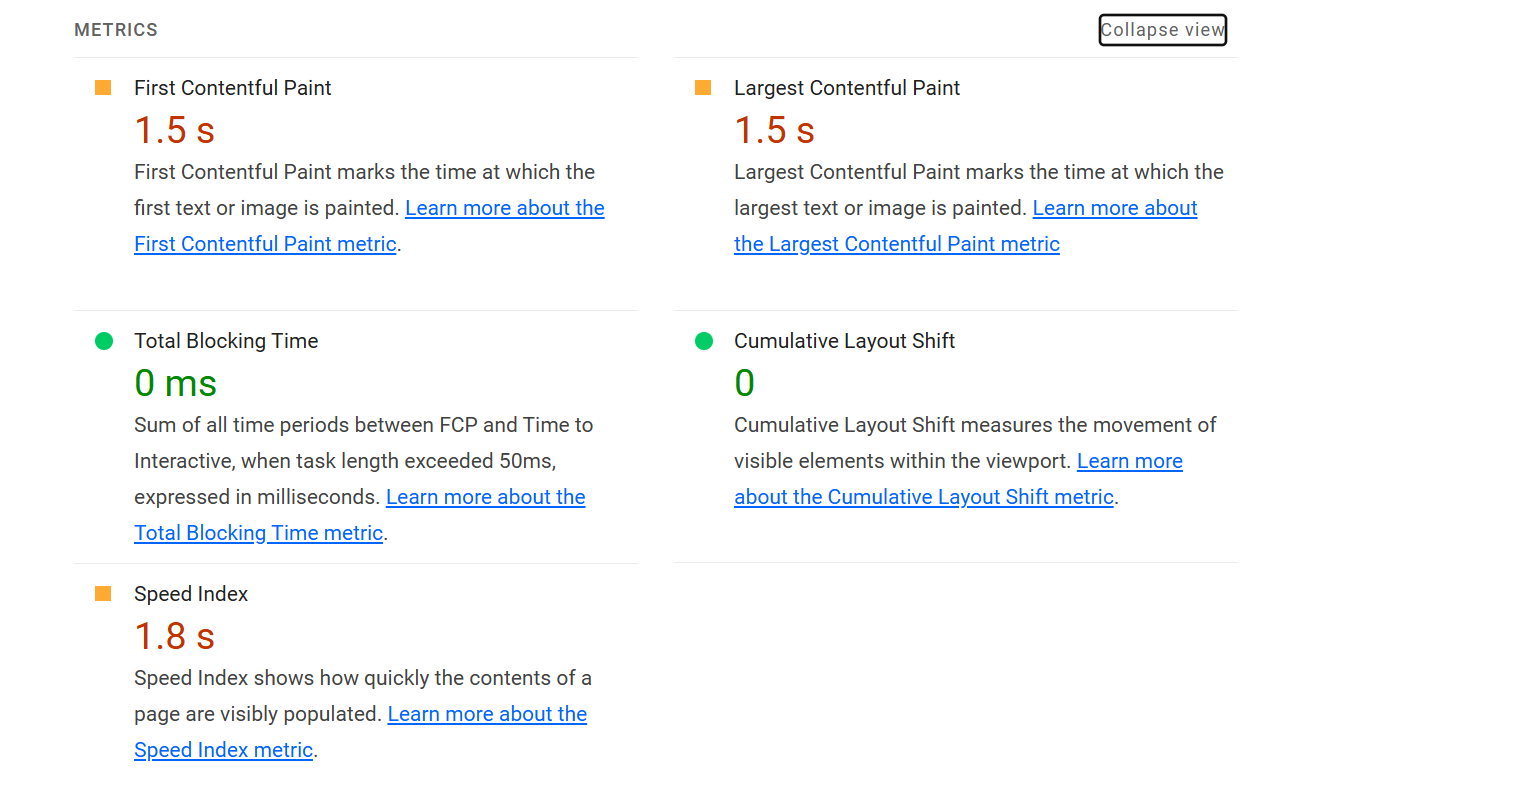 METRICS
Collapse view
First Contentful Paint
1.5 s
First Contentful Paint marks the time at which the
first text or image is painted. Learn more about the
First Contentful Paint metric.
Largest Contentful Paint
1.5 s
Largest Contentful Paint marks the time at which the
largest text or image is painted. Learn more about
the Largest Contentful Paint metric
Total Blocking Time
0 ms
Sum of all time periods between FCP and Time to
Interactive, when task length exceeded 50ms,
expressed in milliseconds. Learn more about the
Total Blocking Time metric.
Cumulative Layout Shift
0
Cumulative Layout Shift measures the movement of
visible elements within the viewport. Learn more
about the Cumulative Layout Shift metric.
Speed Index
1.8 s
Speed Index shows how quickly the contents of a
page are visibly populated. Learn more about the
Speed Index metric.